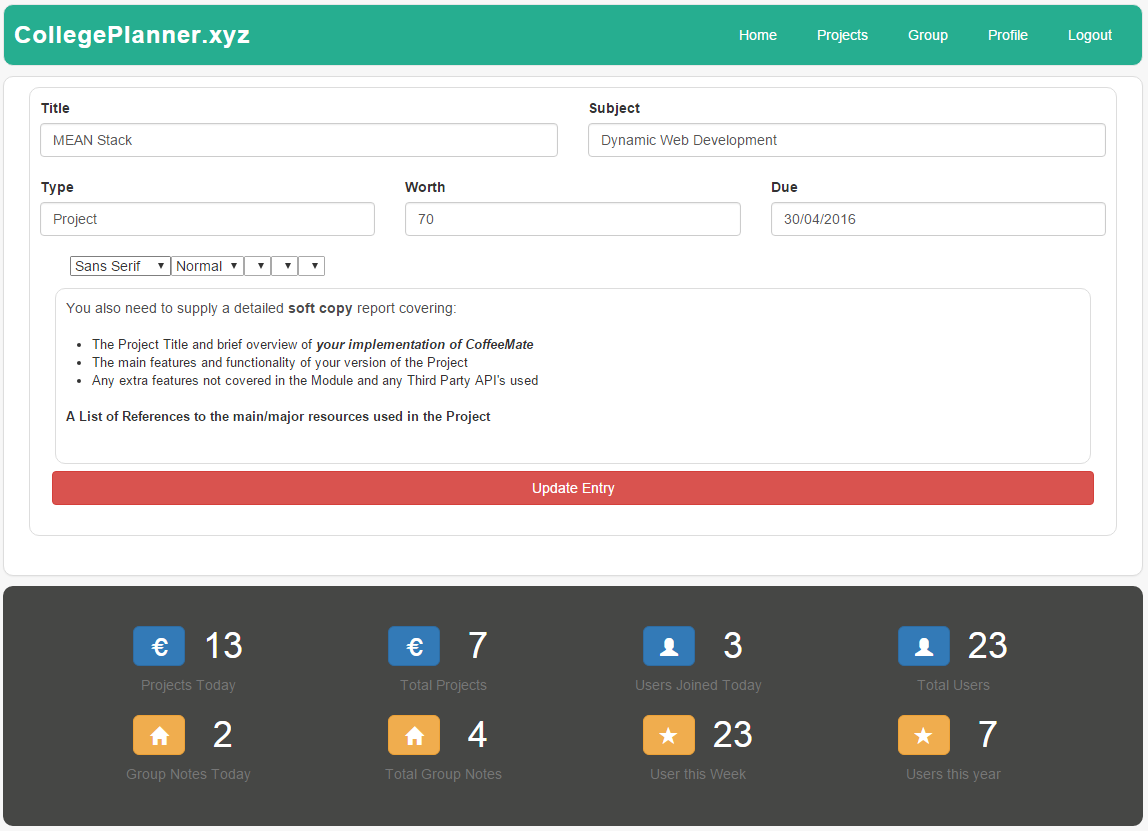 CollegePlanner.xyz Home Projects Group Profile Logout
Title Subject
MEAN Stack Dynamic Web Development
Type Worth Due
Project 70 30/04/2016
Sans Serif Normal
You also need to supply a detailed soft copy report covering:
• The Project Title and brief overview of your implementation of CoffeeMate
• The main features and functionality of your version of the Project
• Any extra features not covered in the Module and any Third Party API's used
A List of References to the main/major resources used in the Project
Update Entry
€ 13 € 7 3 23
Projects Today Total Projects Users Joined Today Total Users
2 4 23 7
Group Notes Today Total Group Notes User this Week Users this year